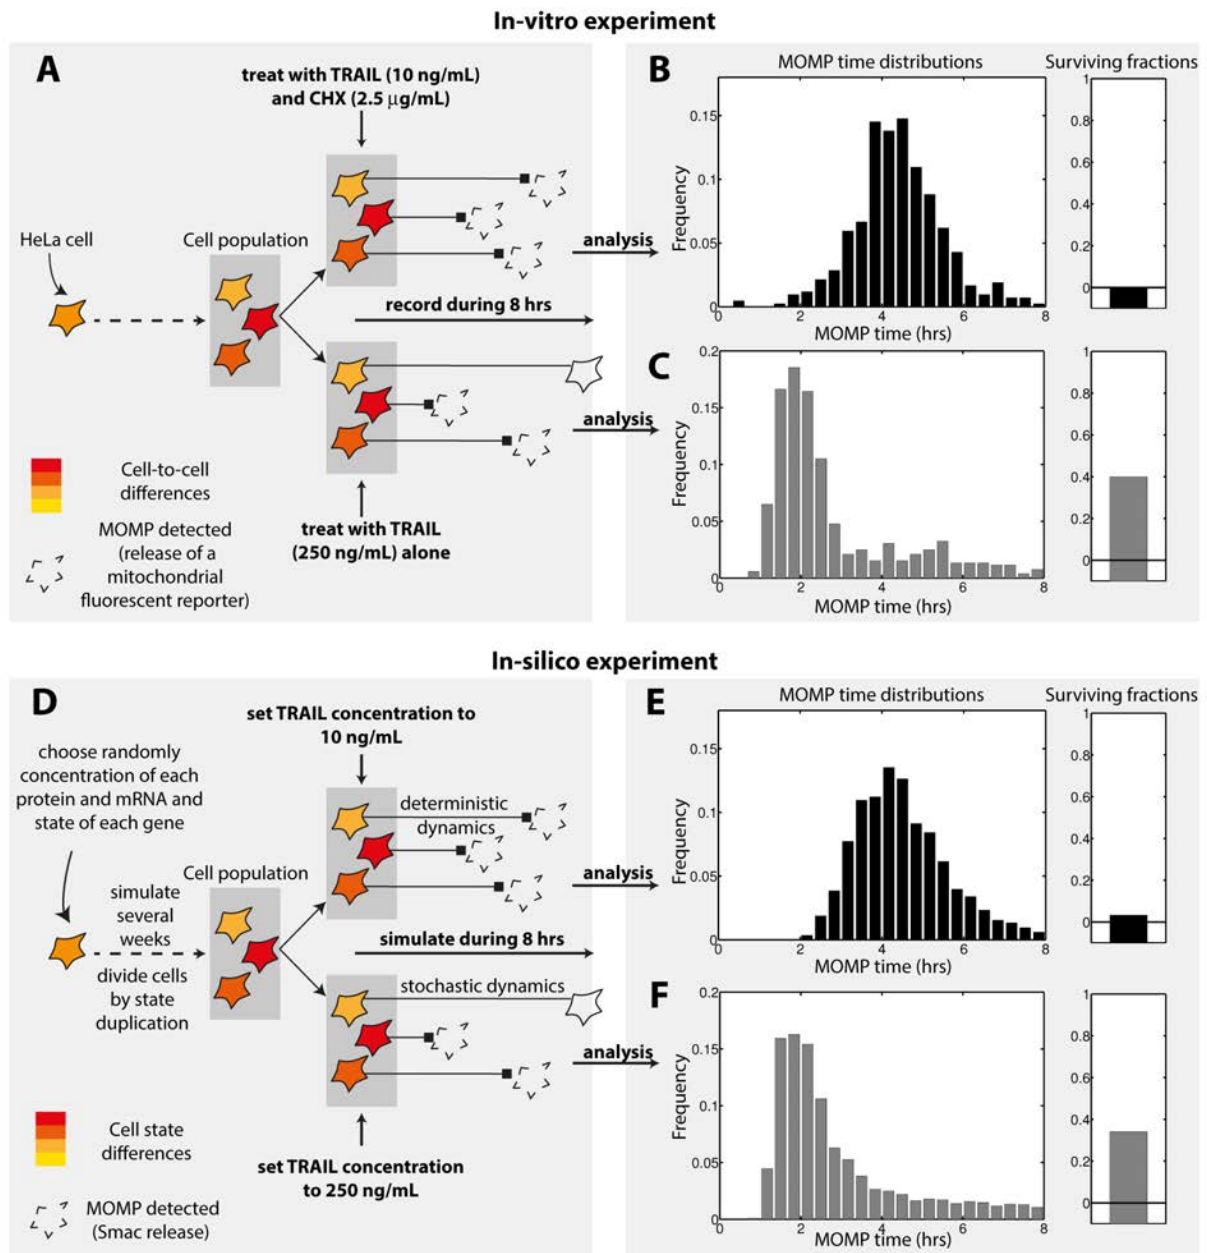 In-vitro experiment
A
treat with TRAIL (10 ng/mL)
and CHX (2.5 μg/mL)
HeLa cell
Cell population
analysis
record during 8 hrs
analysis
Cell-to-cell
differences
MOMP detected
(release of a
mitochondrial
fluorescent reporter)
treat with TRAIL
(250 ng/mL) alone
B
MOMP time distributions
Surviving fractions
Frequency
0.15
0.1
0.05
0
2
4
6
8
MOMP time (hrs)
1
0.8
0.6
0.4
0.2
0
C
Frequency
0.2
0.15
0.1
0.05
0
0
2
4
6
8
MOMP time (hrs)
1
0.8
0.6
0.4
0.2
0
In-silico experiment
D
set TRAIL concentration to
10 ng/mL
choose randomly
concentration of each
protein and mRNA and
state of each gene
deterministic
dynamics
Cell population
simulate
several
weeks
divide cells
by state
duplication
analysis
simulate during 8 hrs
stochastic dynamics
analysis
Cell state
differences
MOMP detected
(Smac release)
set TRAIL concentration
to 250 ng/mL
E
MOMP time distributions
Surviving fractions
Frequency
0.15
0.1
0.05
0
2
4
6
8
MOMP time (hrs)
1
0.8
0.6
0.4
0.2
0
F
Frequency
0.2
0.15
0.1
0.05
0
0
2
4
6
8
MOMP time (hrs)
1
0.8
0.6
0.4
0.2
0